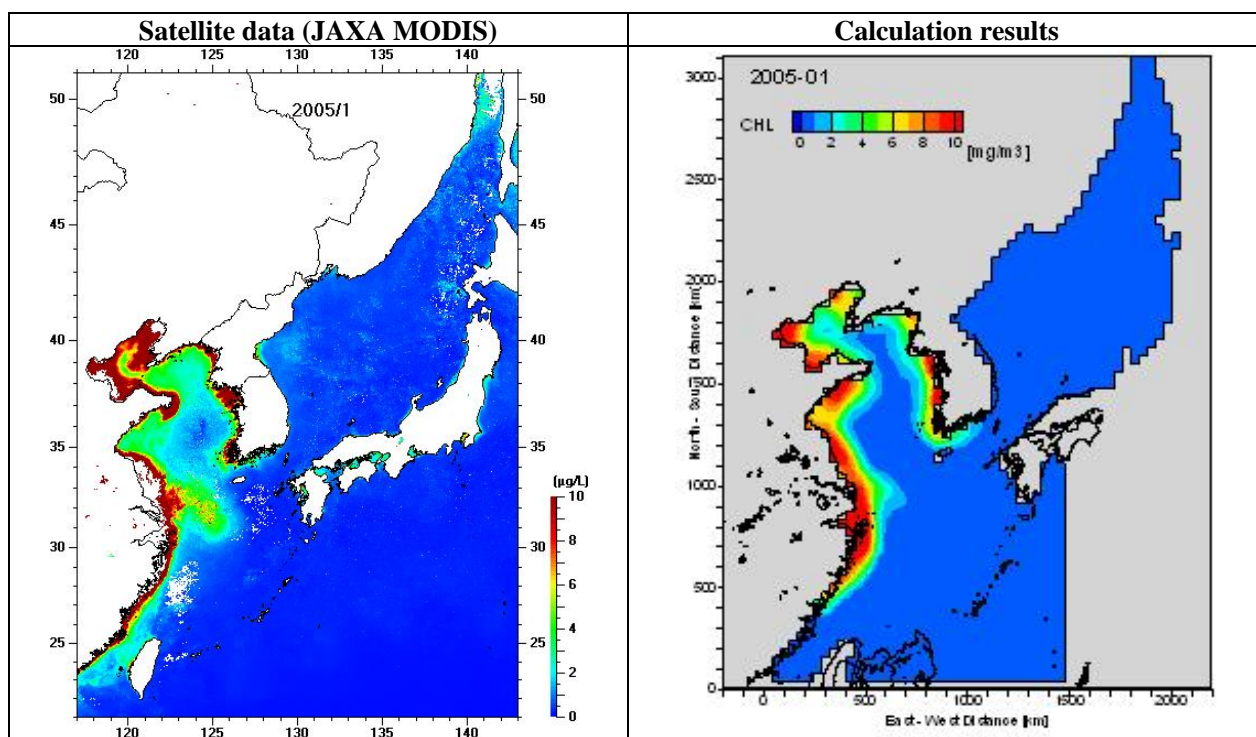 Satellite data (JAXA MODIS)
Calculation results
120 125 130 135 140
50 50
2005/1
45 45
40 40
35 35
30 30
25 25
(µg/L)
10
8
6
4
2
0
120 125 130 135 140
2005-01
CHL
0 2 4 6 8 10
[mg/m3]
3000
2500
2000
1500
1000
500
0
North - South Distance [km]
0 500 1000 1500 2000
East - West Distance [km]